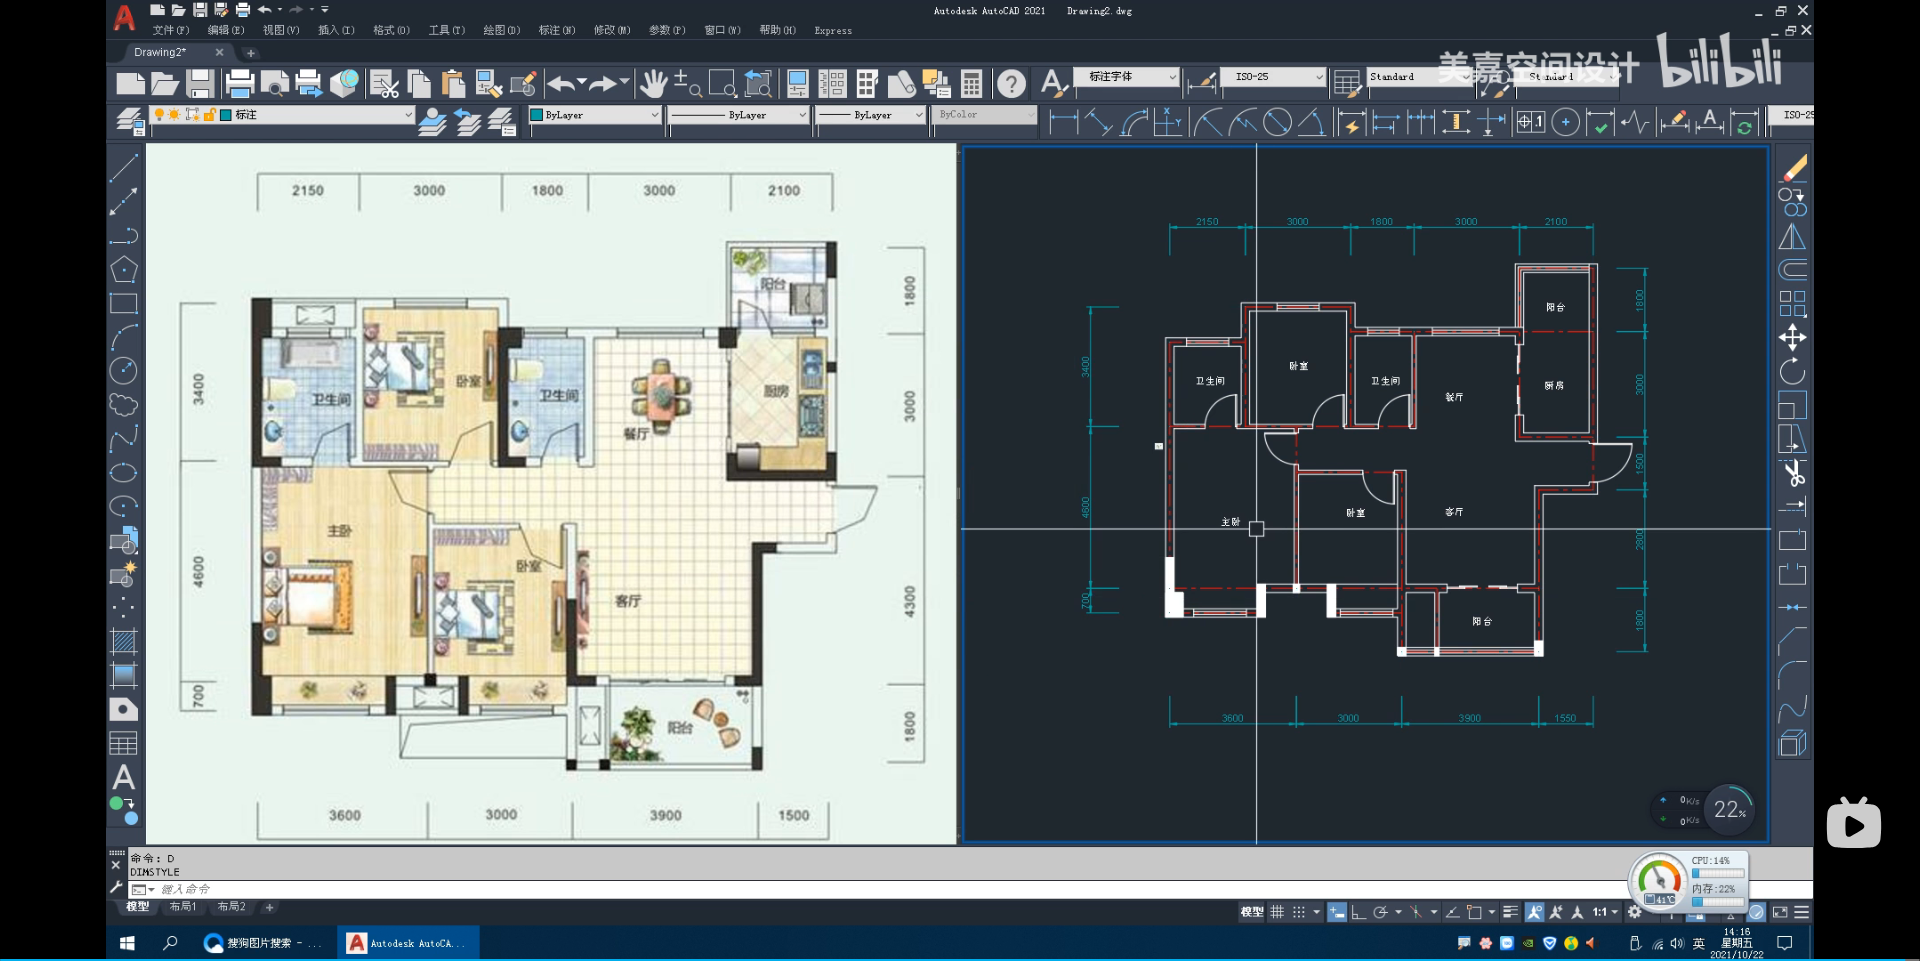 Autodesk AutoCAD 2021 Drawing2.dwg
文件(F) 编辑(E) 视图(V) 插入(I) 格式(O) 工具(T) 绘图(D) 标注(N) 修改(M) 参数(P) 窗口(W) 帮助(H) Express
Drawing2*
美嘉空间设计 bilibili
标注字体 ISO-25 Standard Standard
标注 ByLayer ByLayer ByLayer ByColor ISO-25
2150 3000 1800 3000 2100
阳台
1800
3400
卫生间
卧室
卫生间
餐厅
厨房
3000
主卧
4600
卧室
客厅
4300
700
阳台
1800
3600 3000 3900 1500
2150 3000 1800 3000 2100
阳台
1800
3400
卫生间
卧室
卫生间
餐厅
厨房
3000
1500
4600
主卧
卧室
客厅
2800
700
阳台
1800
3600 3000 3900 1550
0K/s
0K/s
22%
命令: D
DIMSTYLE
键入命令
CPU:14%
内存:22%
41℃
模型 布局1 布局2
模型 1:1
搜狗图片搜索 - ...
Autodesk AutoCA...
英
14:16
星期五
2021/10/22